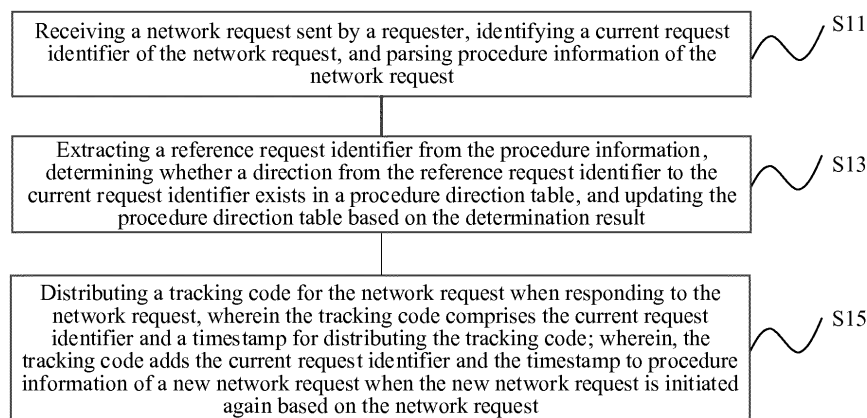 Receiving a network request sent by a requester, identifying a current request
identifier of the network request, and parsing procedure information of the
network request
S11
Extracting a reference request identifier from the procedure information,
determining whether a direction from the reference request identifier to the
current request identifier exists in a procedure direction table, and updating the
procedure direction table based on the determination result
S13
Distributing a tracking code for the network request when responding to the
network request, wherein the tracking code comprises the current request
identifier and a timestamp for distributing the tracking code; wherein, the
tracking code adds the current request identifier and the timestamp to procedure
information of a new network request when the new network request is initiated
again based on the network request
S15